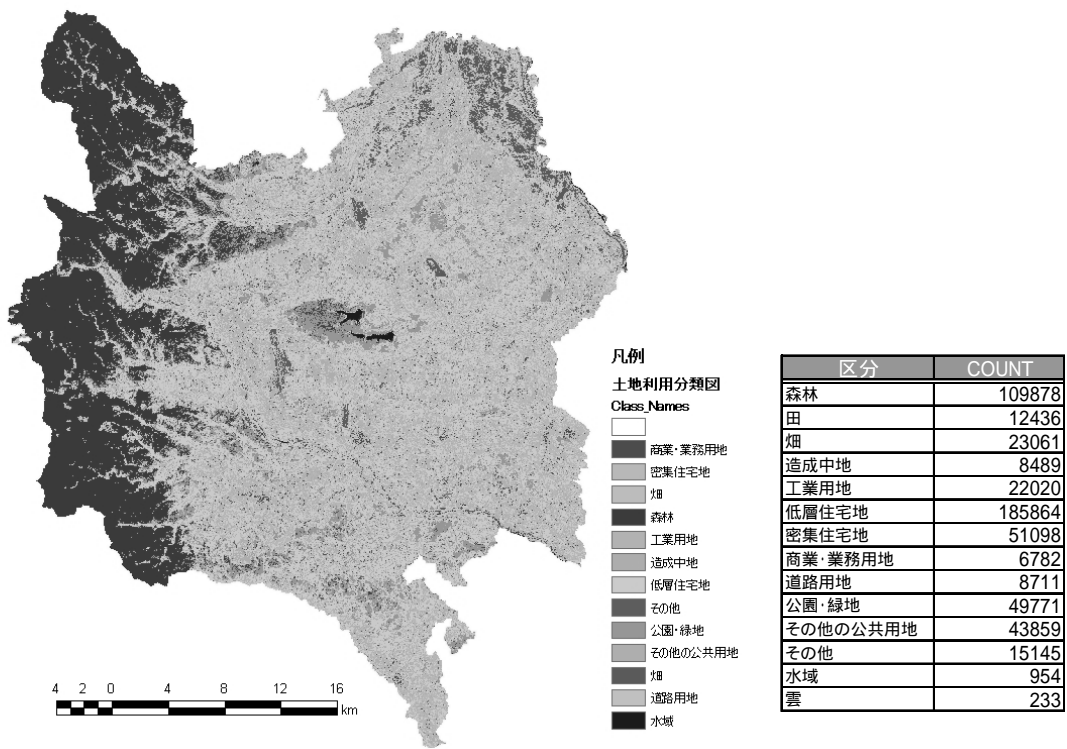 凡例
土地利用分類図
Class_Names
商業・業務用地
密集住宅地
畑
森林
工業用地
造成中地
低層住宅地
その他
公園・緑地
その他の公共用地
畑
道路用地
水域
4 2 0 4 8 12 16
km
区分 COUNT
森林 109878
田 12436
畑 23061
造成中地 8489
工業用地 22020
低層住宅地 185864
密集住宅地 51098
商業・業務用地 6782
道路用地 8711
公園・緑地 49771
その他の公共用地 43859
その他 15145
水域 954
雲 233